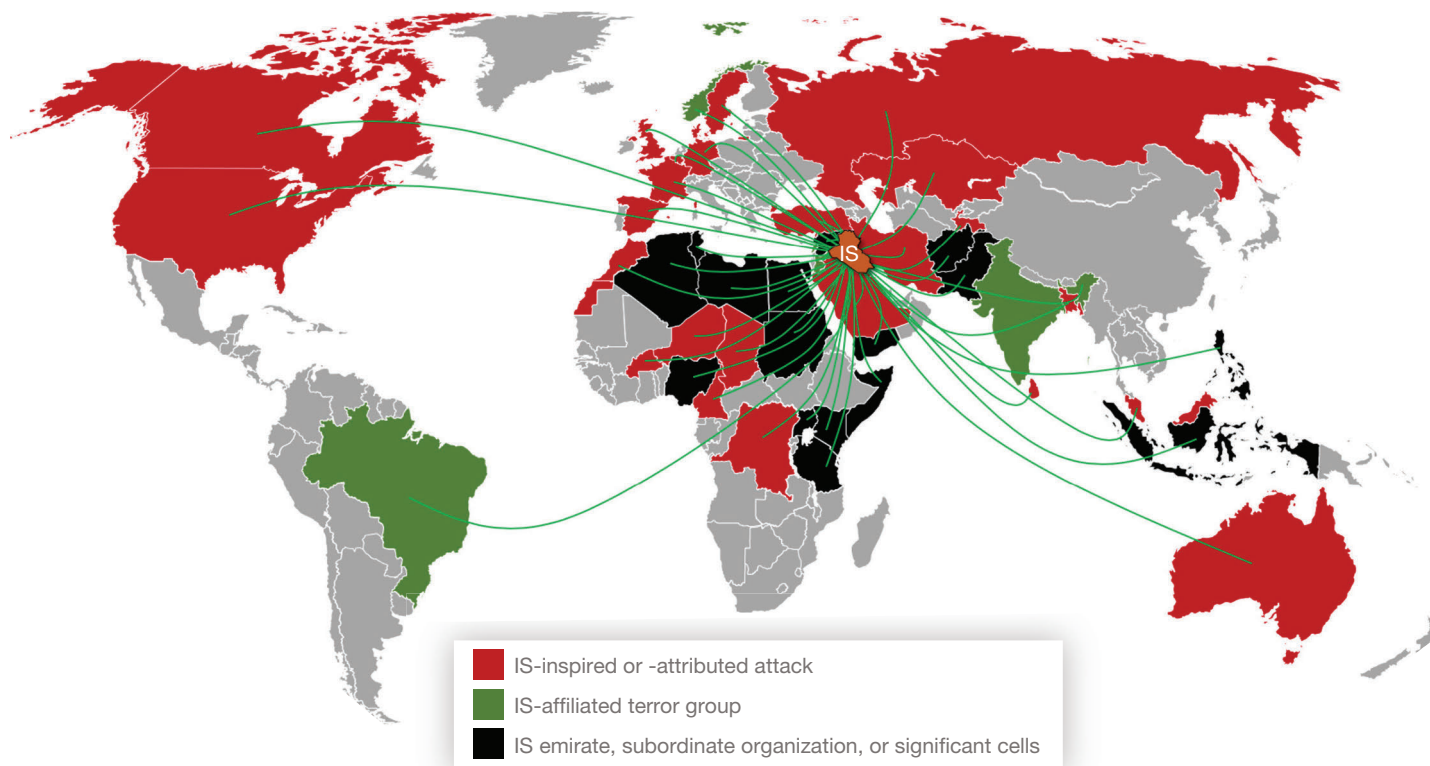 IS
IS-inspired or -attributed attack
IS-affiliated terror group
IS emirate, subordinate organization, or significant cells